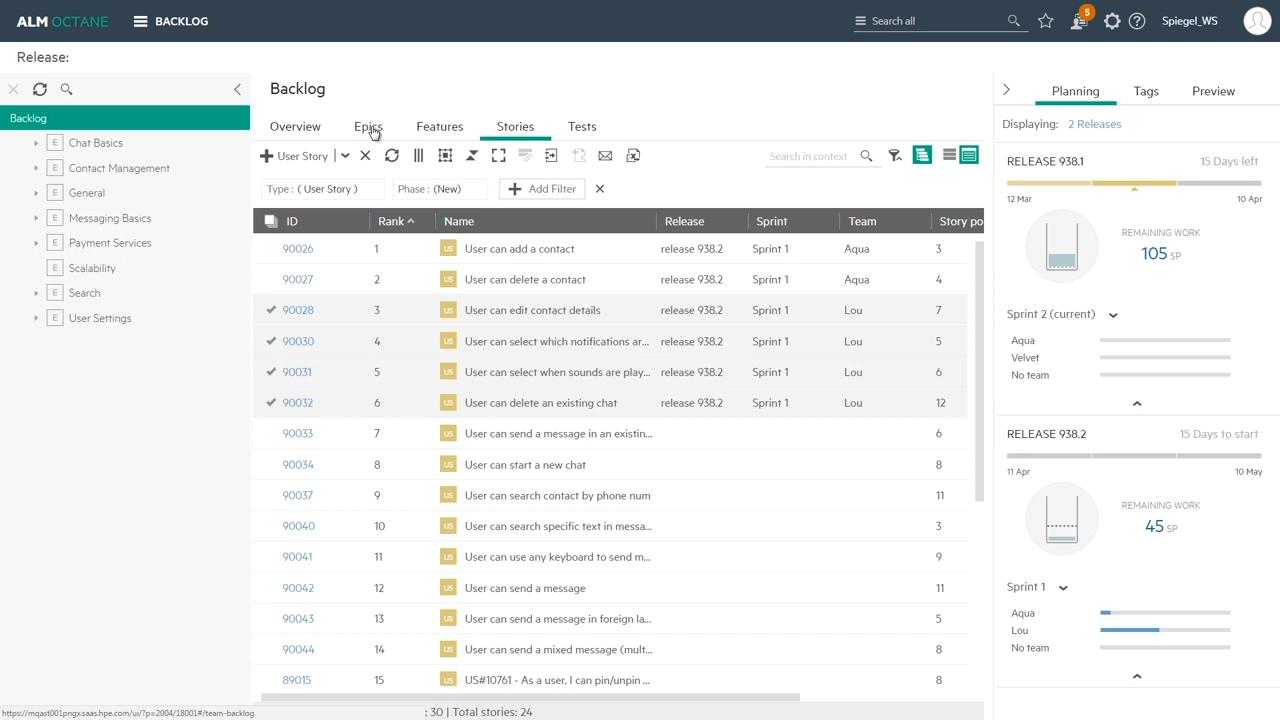 ALM OCTANE BACKLOG Search all 5 Spiegel_WS
Release:
Backlog
E Chat Basics
E Contact Management
E General
E Messaging Basics
E Payment Services
E Scalability
E Search
E User Settings
Backlog
Overview Epics Features Stories Tests
User Story Search in context
Type : ( User Story ) Phase : (New) Add Filter
ID Rank Name Release Sprint Team Story po
90026 1 US User can add a contact release 938.2 Sprint 1 Aqua 3
90027 2 US User can delete a contact release 938.2 Sprint 1 Aqua 4
90028 3 US User can edit contact details release 938.2 Sprint 1 Lou 7
90030 4 US User can select which notifications ar... release 938.2 Sprint 1 Lou 5
90031 5 US User can select when sounds are play... release 938.2 Sprint 1 Lou 6
90032 6 US User can delete an existing chat release 938.2 Sprint 1 Lou 12
90033 7 US User can send a message in an existin... 6
90034 8 US User can start a new chat 8
90037 9 US User can search contact by phone num 11
90040 10 US User can search specific text in messa... 3
90041 11 US User can use any keyboard to send m... 9
90042 12 US User can send a message 11
90043 13 US User can send a message in foreign la... 5
90044 14 US User can send a mixed message (mult... 8
89015 15 US US#10761 - As a user, I can pin/unpin ... 8
: 30 | Total stories: 24
https://mqast001pngx.saas.hpe.com/ui/?p=2004/18001#/team-backlog
Planning Tags Preview
Displaying: 2 Releases
RELEASE 938.1 15 Days left
12 Mar 10 Apr
REMAINING WORK
105 SP
Sprint 2 (current)
Aqua
Velvet
No team
RELEASE 938.2 15 Days to start
11 Apr 10 May
REMAINING WORK
45 SP
Sprint 1
Aqua
Lou
No team